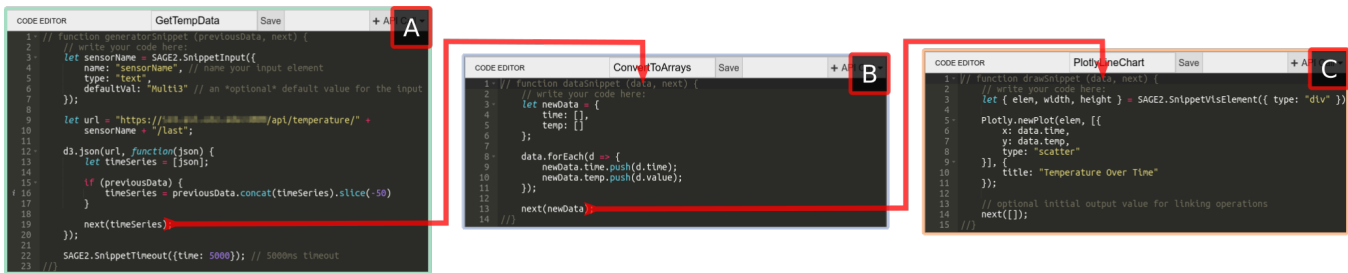 CODE EDITOR GetTempData Save + AP
A
1 // function generatorSnippet (previousData, next) {
2 // write your code here:
3 let sensorName = SAGE2.SnippetInput({
4 name: "sensorName", // name your input element
5 type: "text",
6 defaultVal: "Multi3" // an *optional* default value for the input
7 });
8
9 let url = "https:// /api/temperature/" +
10 sensorName + "/last";
11
12 d3.json(url, function(json) {
13 let timeSeries = [json];
14
15 if (previousData) {
i 16 timeSeries = previousData.concat(timeSeries).slice(-50)
17 }
18
19 next(timeSeries);
20 });
21
22 SAGE2.SnippetTimeout({time: 5000}); // 5000ms timeout
23 //}
CODE EDITOR ConvertToArrays Save + AP
B
1 // function dataSnippet (data, next) {
2 // write your code here:
3 let newData = {
4 time: [],
5 temp: []
6 };
7
8 data.forEach(d => {
9 newData.time.push(d.time);
10 newData.temp.push(d.value);
11 });
12
13 next(newData);
14 //}
CODE EDITOR PlotlyLineChart Save + AP
C
1 // function drawSnippet (data, next) {
2 // write your code here:
3 let { elem, width, height } = SAGE2.SnippetVisElement({ type: "div" })
4
5 Plotly.newPlot(elem, [{
6 x: data.time,
7 y: data.temp,
8 type: "scatter"
9 }], {
10 title: "Temperature Over Time"
11 });
12
13 // optional initial output value for linking operations
14 next([]);
15 //}